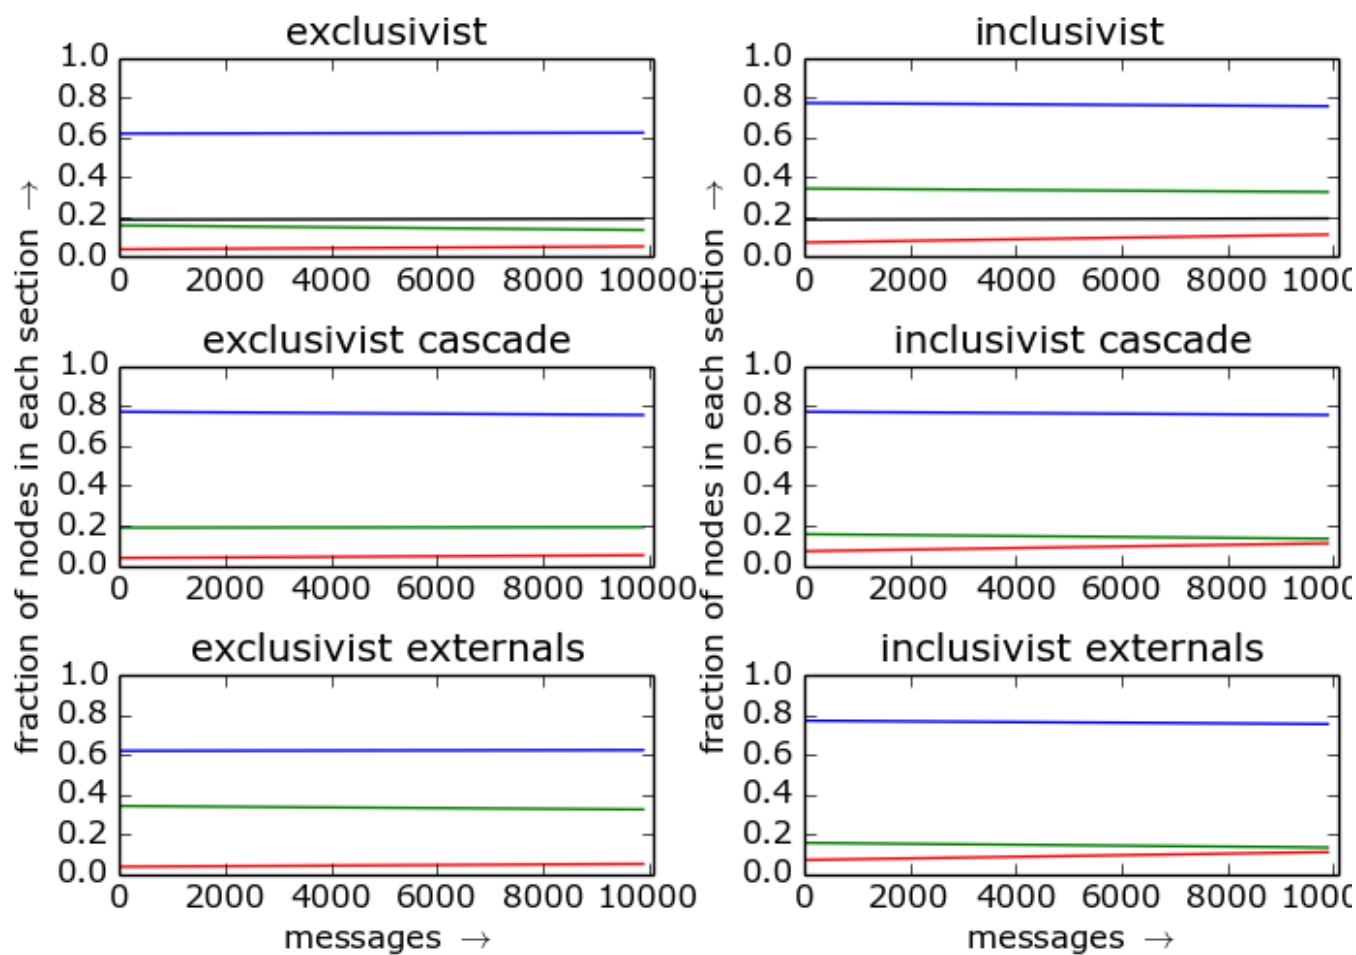 exclusivist
1.0
0.8
0.6
0.4
0.2
0.0
0 2000 4000 6000 8000 10000
inclusivist
1.0
0.8
0.6
0.4
0.2
0.0
0 2000 4000 6000 8000 1000
fraction of nodes in each section →
fraction of nodes in each section →
exclusivist cascade
1.0
0.8
0.6
0.4
0.2
0.0
0 2000 4000 6000 8000 10000
inclusivist cascade
1.0
0.8
0.6
0.4
0.2
0.0
0 2000 4000 6000 8000 1000
exclusivist externals
1.0
0.8
0.6
0.4
0.2
0.0
0 2000 4000 6000 8000 10000
messages →
inclusivist externals
1.0
0.8
0.6
0.4
0.2
0.0
0 2000 4000 6000 8000 1000
messages →